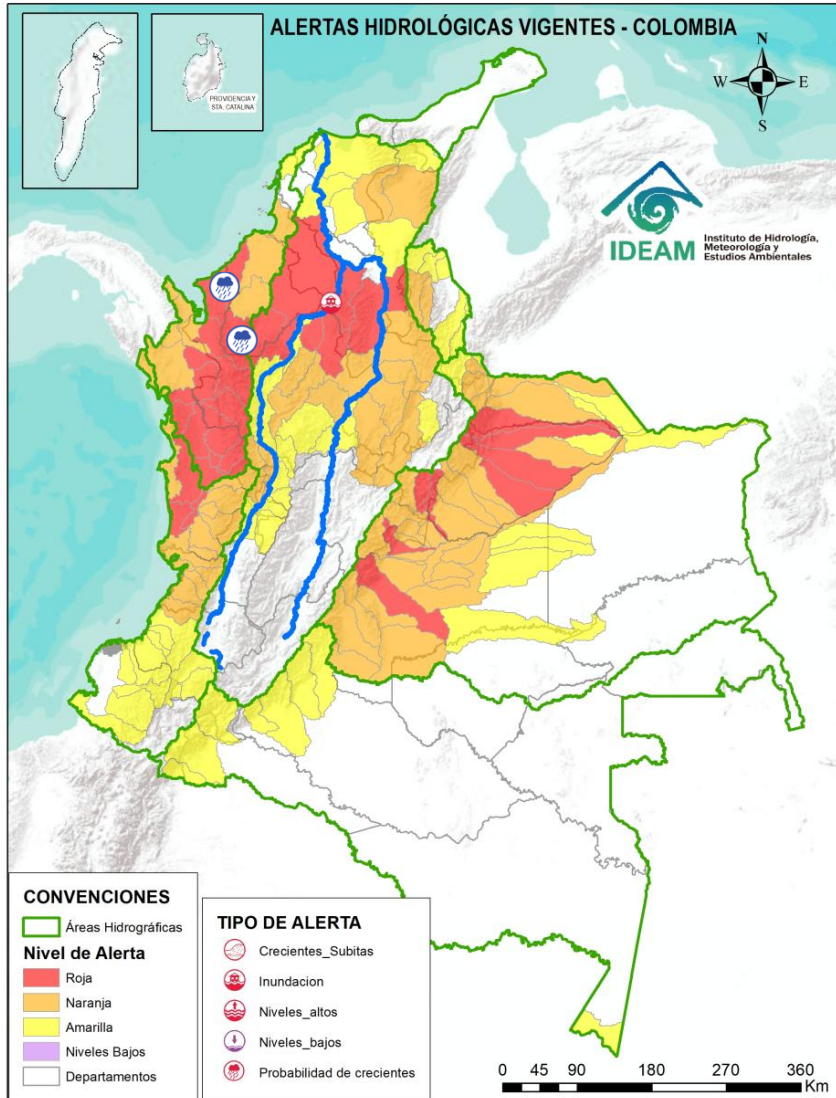 ALERTAS HIDROLÓGICAS VIGENTES - COLOMBIA
PROVIDENCIA Y
STA. CATALINA
N
W
E
S
IDEAM
Instituto de Hidrología,
Meteorología y
Estudios Ambientales
CONVENCIONES
Áreas Hidrográficas
Nivel de Alerta
Roja
Naranja
Amarilla
Niveles Bajos
Departamentos
TIPO DE ALERTA
Crecientes_Subitas
Inundacion
Niveles_altos
Niveles_bajos
Probabilidad de crecientes
0 45 90 180 270 360
Km